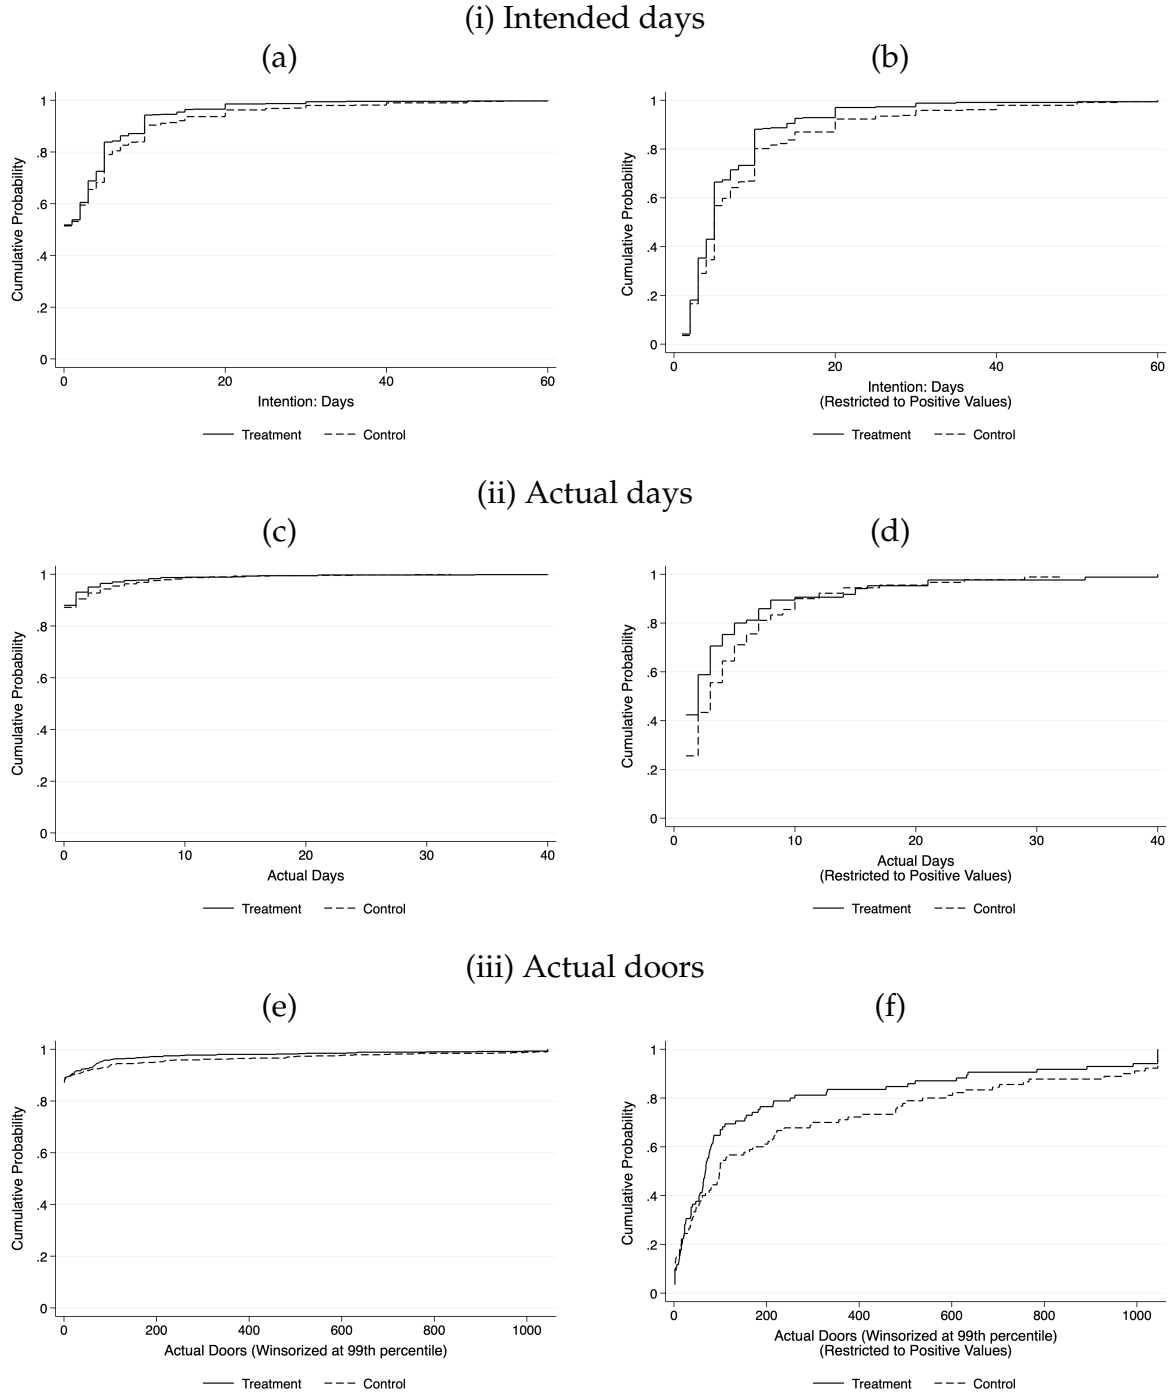 (i) Intended days
(a)
Cumulative Probability
1
.8
.6
.4
.2
0
0 20 40 60
Intention: Days
Treatment Control
(b)
Cumulative Probability
1
.8
.6
.4
.2
0
0 20 40 60
Intention: Days
(Restricted to Positive Values)
Treatment Control
(ii) Actual days
(c)
Cumulative Probability
1
.8
.6
.4
.2
0
0 10 20 30 40
Actual Days
Treatment Control
(d)
Cumulative Probability
1
.8
.6
.4
.2
0
0 10 20 30 40
Actual Days
(Restricted to Positive Values)
Treatment Control
(iii) Actual doors
(e)
Cumulative Probability
1
.8
.6
.4
.2
0
0 200 400 600 800 1000
Actual Doors (Winsorized at 99th percentile)
Treatment Control
(f)
Cumulative Probability
1
.8
.6
.4
.2
0
0 200 400 600 800 1000
Actual Doors (Winsorized at 99th percentile)
(Restricted to Positive Values)
Treatment Control